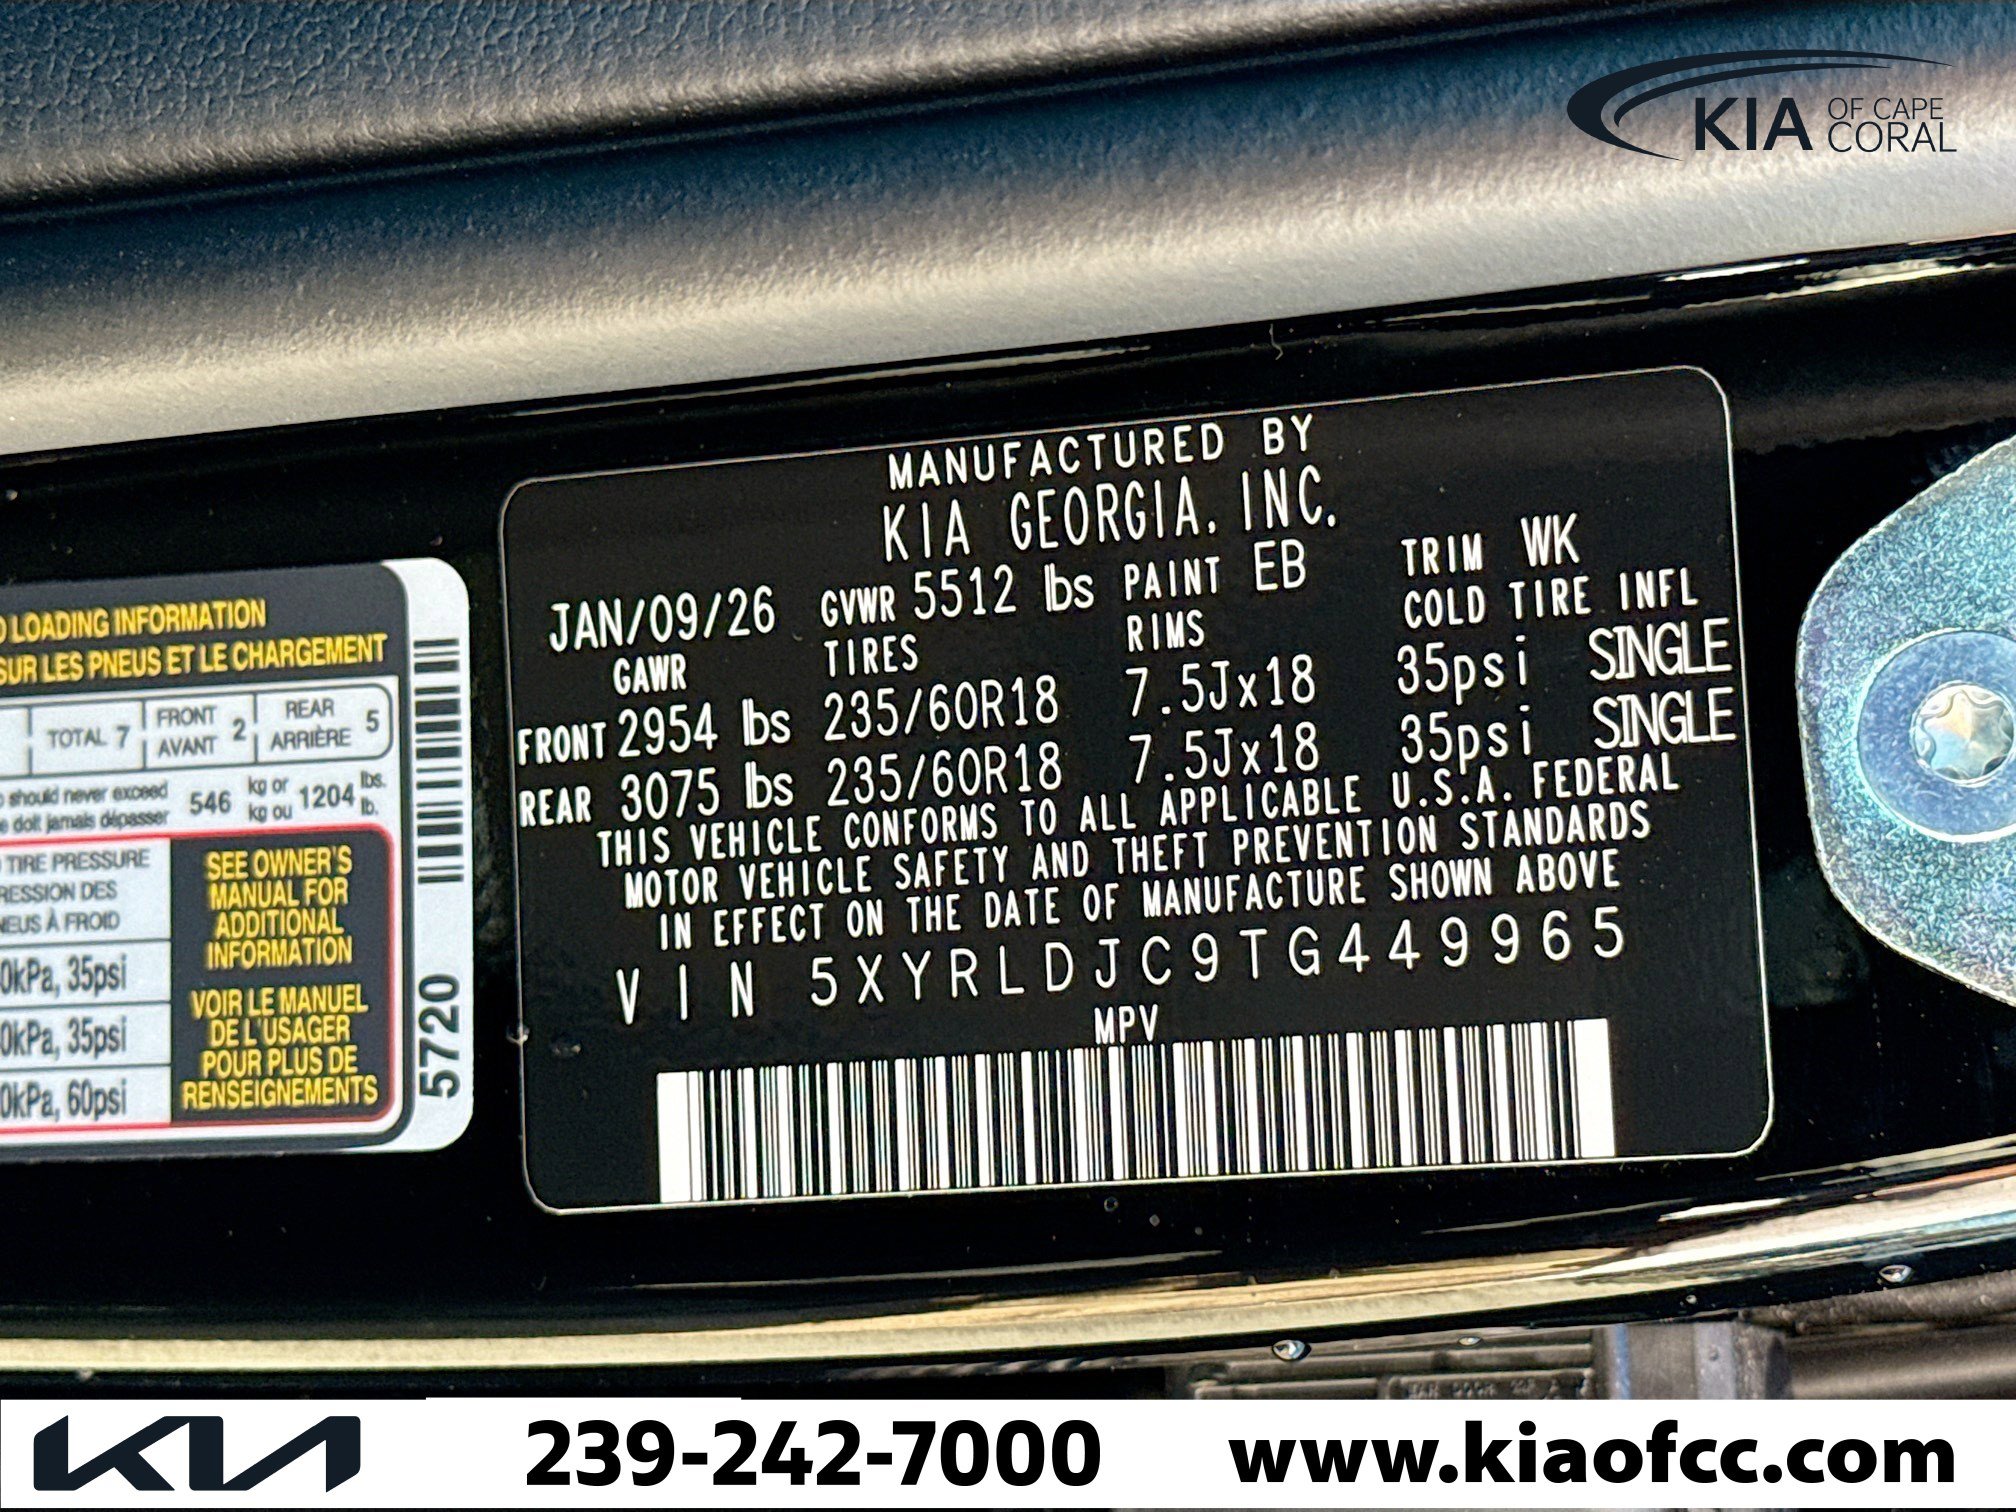 KIA OF CAPE CORAL
MANUFACTURED BY
KIA GEORGIA, INC.
JAN/09/26 GVWR 5512 lbs PAINT EB TRIM WK
GAWR TIRES RIMS COLD TIRE INFL
FRONT 2954 lbs 235/60R18 7.5Jx18 35psi SINGLE
REAR 3075 lbs 235/60R18 7.5Jx18 35psi SINGLE
THIS VEHICLE CONFORMS TO ALL APPLICABLE U.S.A. FEDERAL
MOTOR VEHICLE SAFETY AND THEFT PREVENTION STANDARDS
IN EFFECT ON THE DATE OF MANUFACTURE SHOWN ABOVE
VIN 5XYRLDJC9TG449965
MPV
LOADING INFORMATION
SUR LES PNEUS ET LE CHARGEMENT
TOTAL 7 FRONT AVANT 2 REAR ARRIÈRE 5
should never exceed 546 kg or 1204 lbs.
doit jamais dépasser kg ou lb.
TIRE PRESSURE
DES
À FROID
35psi
35psi
60psi
SEE OWNER'S
MANUAL FOR
ADDITIONAL
INFORMATION
VOIR LE MANUEL
DE L'USAGER
POUR PLUS DE
RENSEIGNEMENTS
5720
KIA 239-242-7000 www.kiaofcc.com